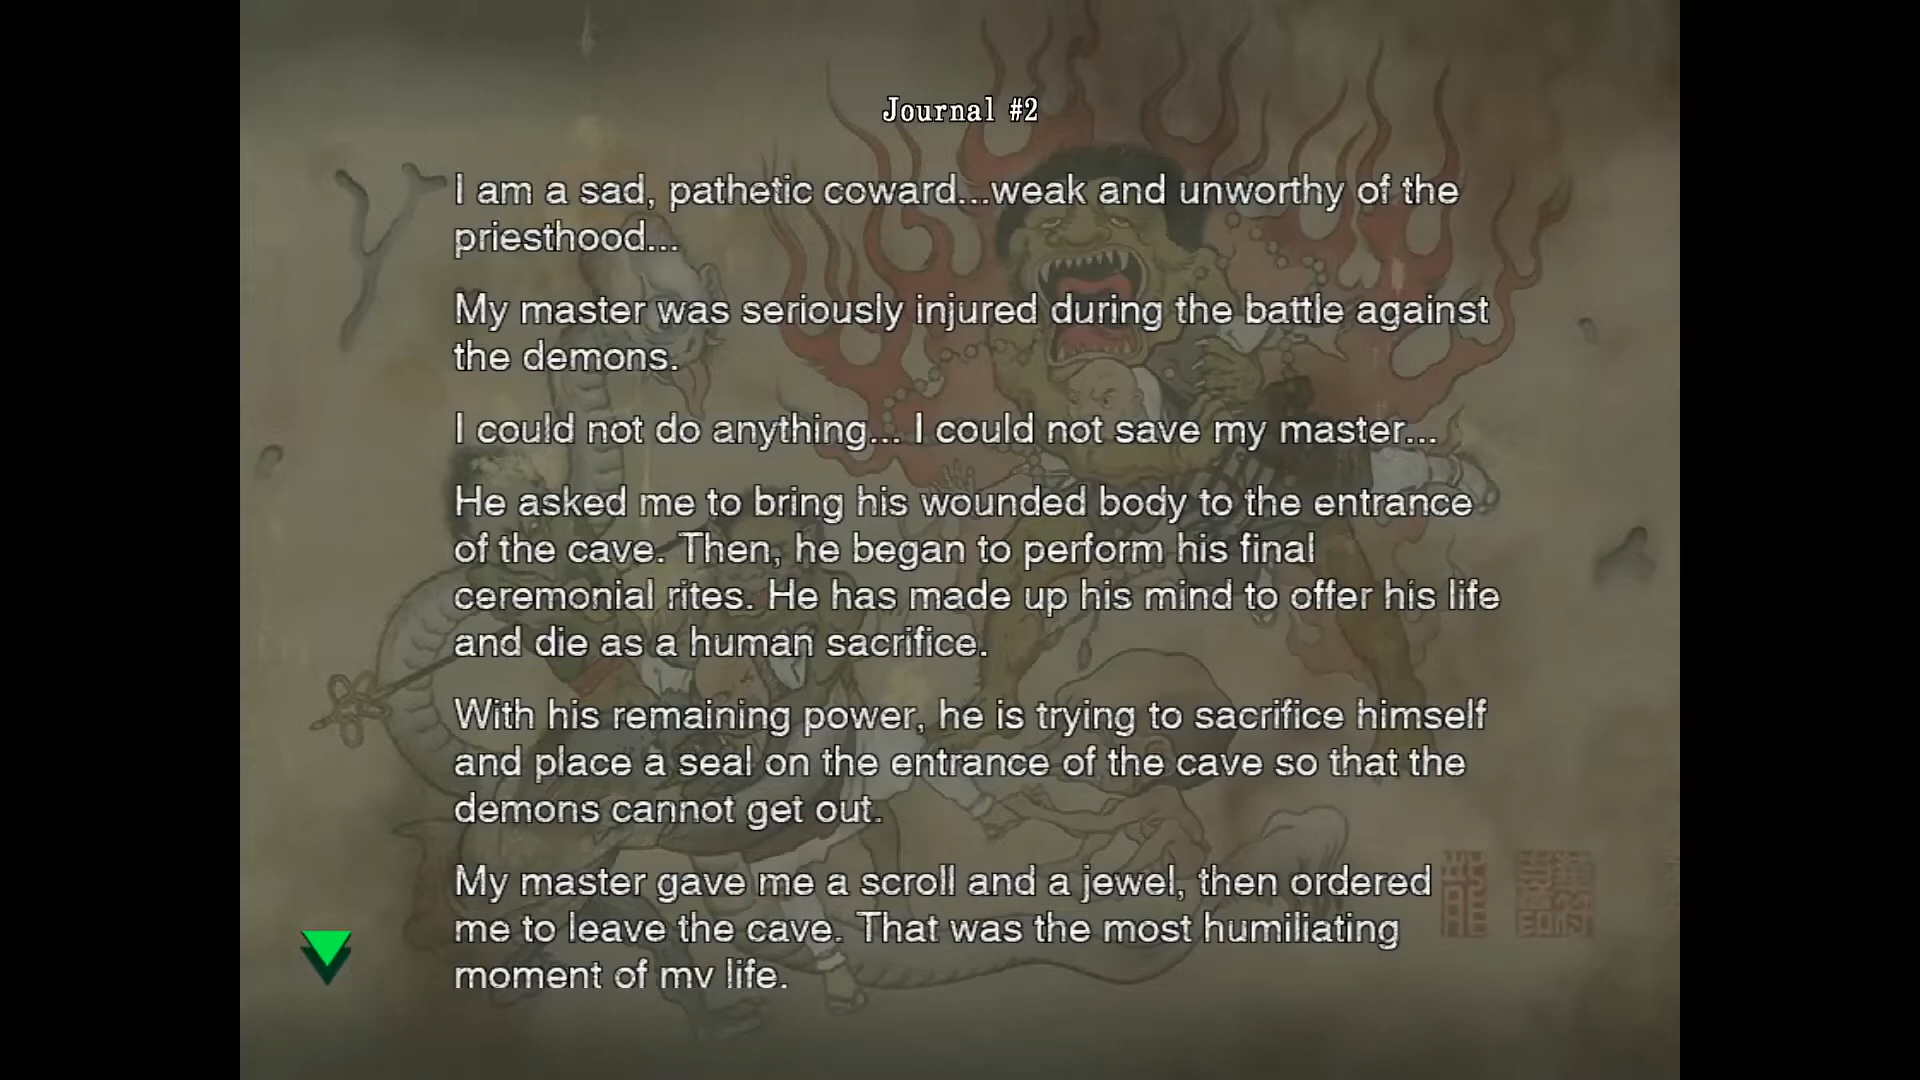 Journal #2
I am a sad, pathetic coward...weak and unworthy of the
priesthood...
My master was seriously injured during the battle against
the demons.
I could not do anything... I could not save my master...
He asked me to bring his wounded body to the entrance
of the cave. Then, he began to perform his final
ceremonial rites. He has made up his mind to offer his life
and die as a human sacrifice.
With his remaining power, he is trying to sacrifice himself
and place a seal on the entrance of the cave so that the
demons cannot get out.
My master gave me a scroll and a jewel, then ordered
me to leave the cave. That was the most humiliating
moment of my life.